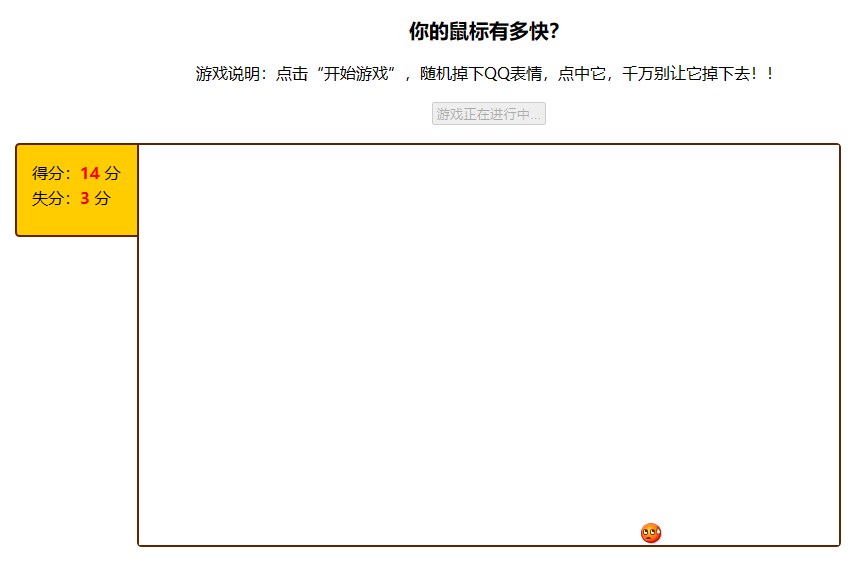 你的鼠标有多快？
游戏说明：点击“开始游戏”，随机掉下QQ表情，点中它，千万别让它掉下去！！
游戏正在进行中...
得分：14 分
失分：3 分